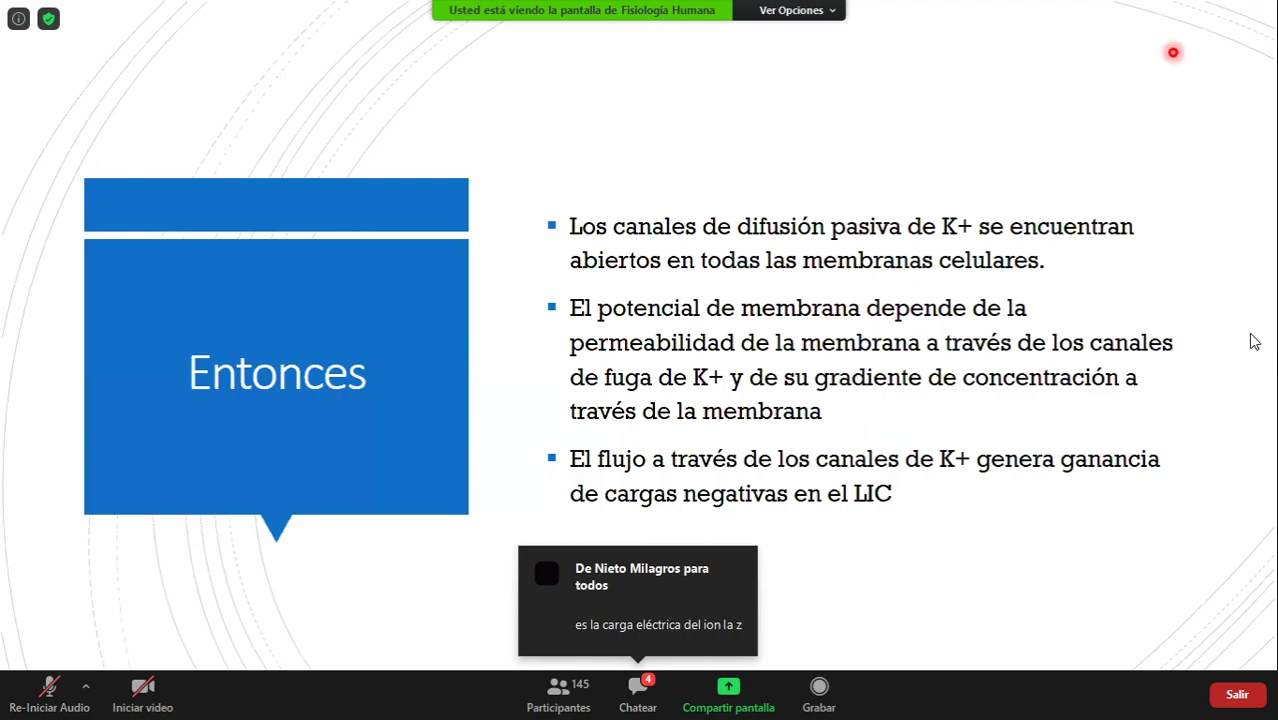 Usted está viendo la pantalla de Fisiología Humana
Ver Opciones
Entonces
Los canales de difusión pasiva de K+ se encuentran
abiertos en todas las membranas celulares.
El potencial de membrana depende de la
permeabilidad de la membrana a través de los canales
de fuga de K+ y de su gradiente de concentración a
través de la membrana
El flujo a través de los canales de K+ genera ganancia
de cargas negativas en el LIC
De Nieto Milagros para
todos
es la carga eléctrica del ion la z
Re-Iniciar Audio
Iniciar video
145
Participantes
4
Chatear
Compartir pantalla
Grabar
Salir